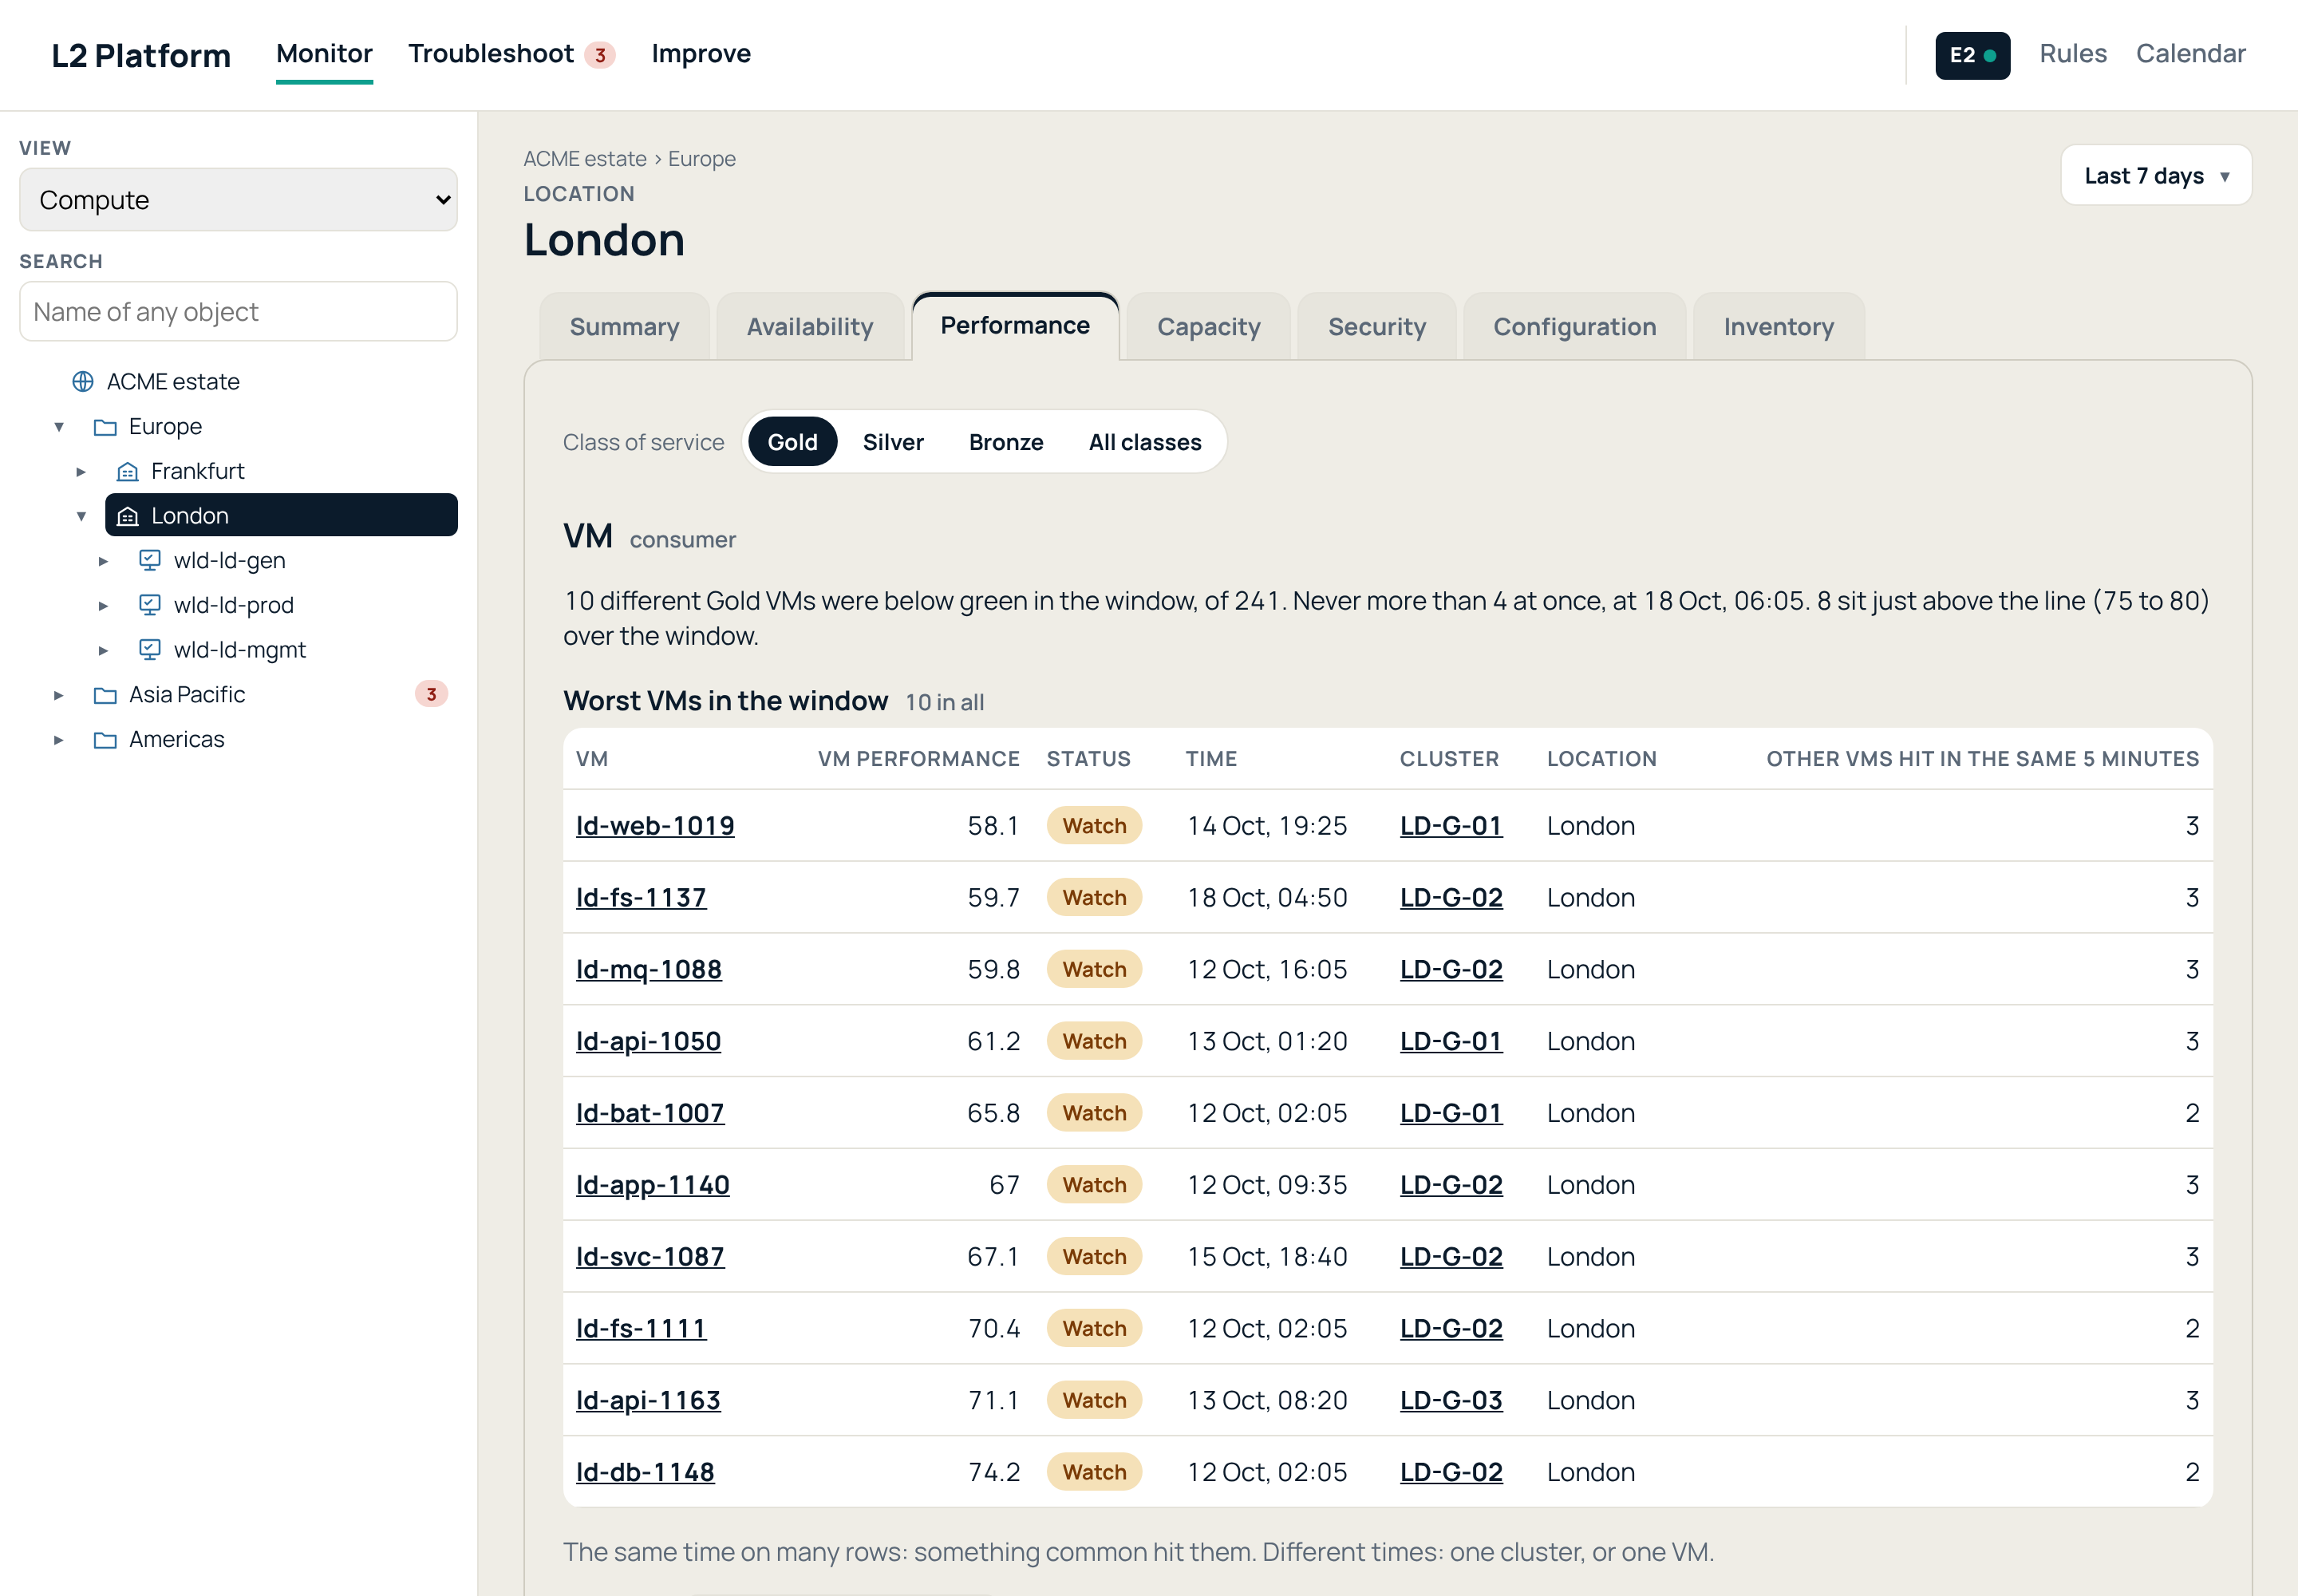 L2 Platform Monitor Troubleshoot 3 Improve E2 Rules Calendar
VIEW
Compute
SEARCH
Name of any object
ACME estate
Europe
Frankfurt
London
wld-ld-gen
wld-ld-prod
wld-ld-mgmt
Asia Pacific 3
Americas
ACME estate › Europe
LOCATION
London
Last 7 days
Summary Availability Performance Capacity Security Configuration Inventory
Class of service Gold Silver Bronze All classes
VM consumer
10 different Gold VMs were below green in the window, of 241. Never more than 4 at once, at 18 Oct, 06:05. 8 sit just above the line (75 to 80)
over the window.
Worst VMs in the window 10 in all
VM VM PERFORMANCE STATUS TIME CLUSTER LOCATION OTHER VMS HIT IN THE SAME 5 MINUTES
ld-web-1019 58.1 Watch 14 Oct, 19:25 LD-G-01 London 3
ld-fs-1137 59.7 Watch 18 Oct, 04:50 LD-G-02 London 3
ld-mq-1088 59.8 Watch 12 Oct, 16:05 LD-G-02 London 3
ld-api-1050 61.2 Watch 13 Oct, 01:20 LD-G-01 London 3
ld-bat-1007 65.8 Watch 12 Oct, 02:05 LD-G-01 London 2
ld-app-1140 67 Watch 12 Oct, 09:35 LD-G-02 London 3
ld-svc-1087 67.1 Watch 15 Oct, 18:40 LD-G-02 London 3
ld-fs-1111 70.4 Watch 12 Oct, 02:05 LD-G-02 London 2
ld-api-1163 71.1 Watch 13 Oct, 08:20 LD-G-03 London 3
ld-db-1148 74.2 Watch 12 Oct, 02:05 LD-G-02 London 2
The same time on many rows: something common hit them. Different times: one cluster, or one VM.